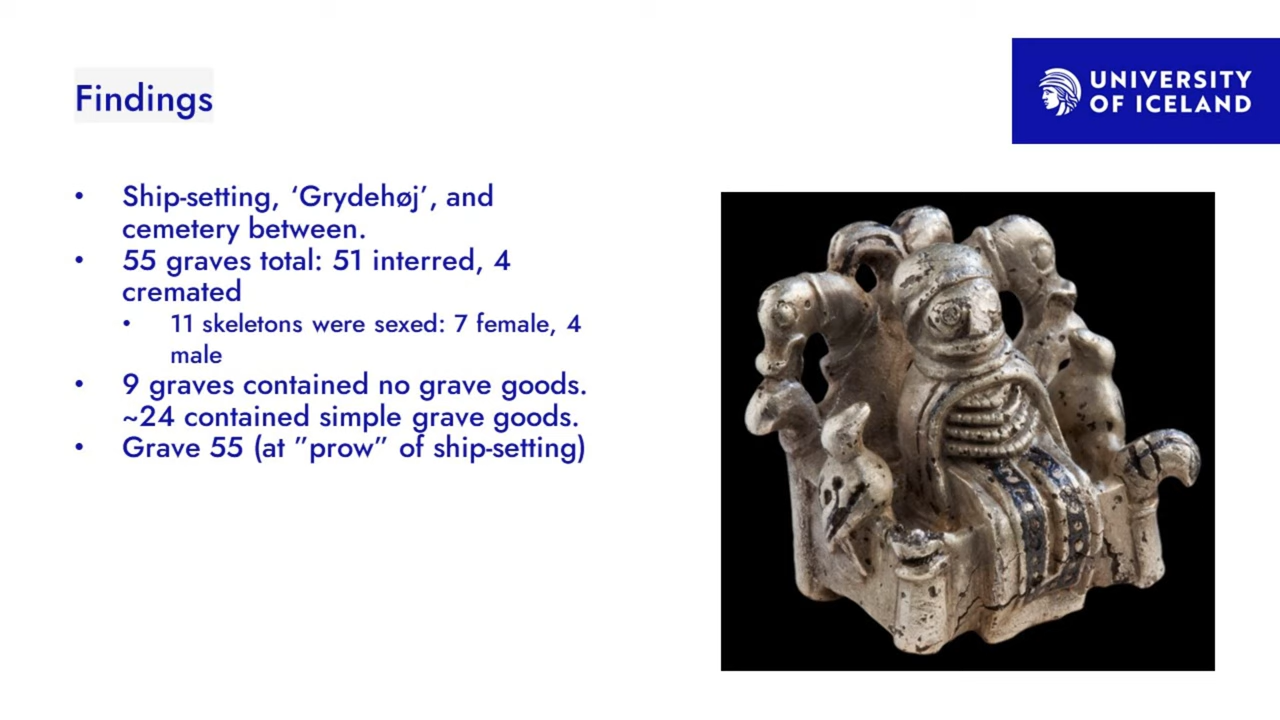 Findings
UNIVERSITY
OF ICELAND
• Ship-setting, ‘Grydehøj’, and
cemetery between.
• 55 graves total: 51 interred, 4
cremated
• 11 skeletons were sexed: 7 female, 4
male
• 9 graves contained no grave goods.
~24 contained simple grave goods.
• Grave 55 (at ”prow” of ship-setting)